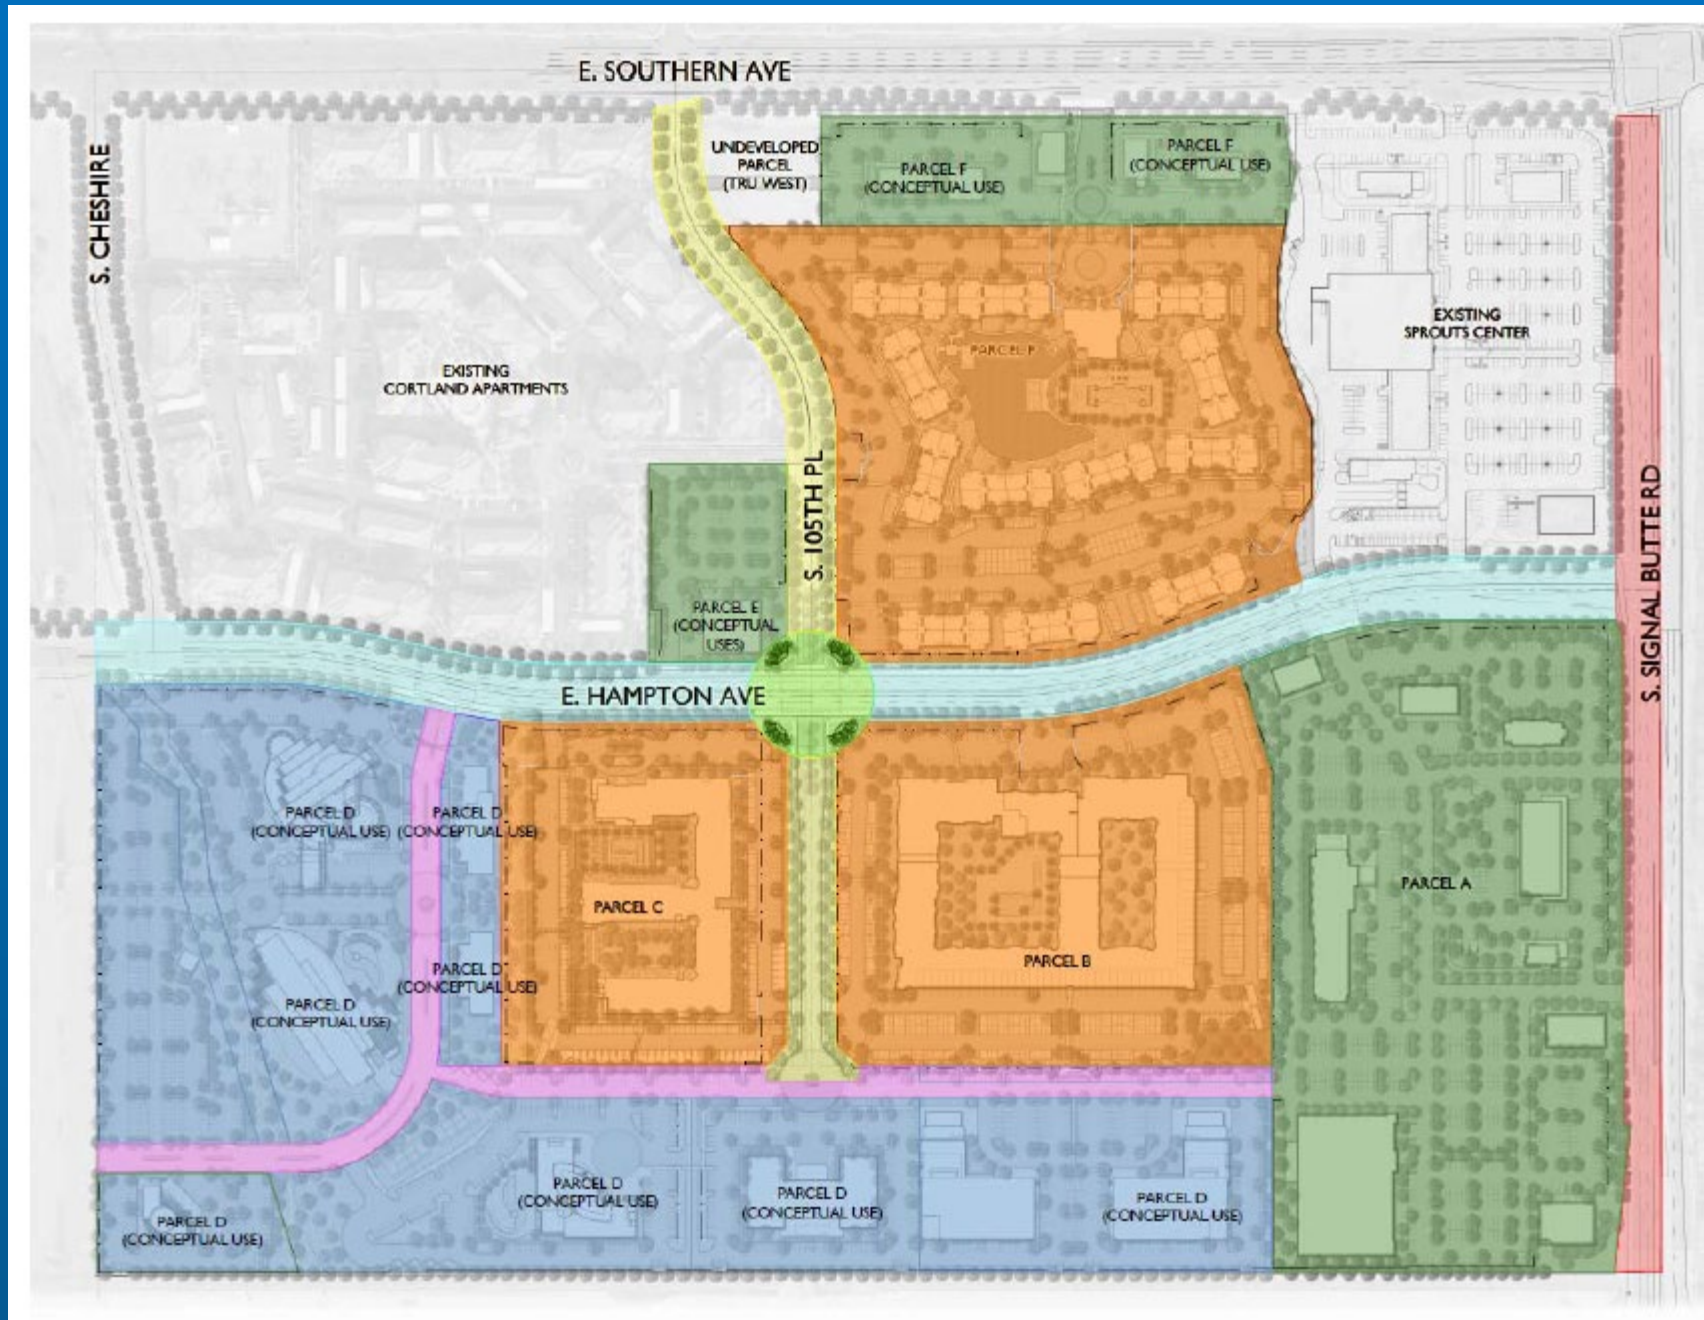 E. SOUTHERN AVE
S. CHESHIRE
UNDEVELOPED
PARCEL
(TRU WEST)
PARCEL F
(CONCEPTUAL USE)
PARCEL F
(CONCEPTUAL USE)
EXISTING
CORTLAND APARTMENTS
PARCEL F
EXISTING
SPROUTS CENTER
S. 105TH PL
S. SIGNAL BUTTE RD
PARCEL E
(CONCEPTUAL
USES)
E. HAMPTON AVE
PARCEL D
(CONCEPTUAL USE)
PARCEL D
(CONCEPTUAL USE)
PARCEL C
PARCEL B
PARCEL A
PARCEL D
(CONCEPTUAL USE)
PARCEL D
(CONCEPTUAL USE)
PARCEL D
(CONCEPTUAL USE)
PARCEL D
(CONCEPTUAL USE)
PARCEL D
(CONCEPTUAL USE)
PARCEL D
(CONCEPTUAL USE)